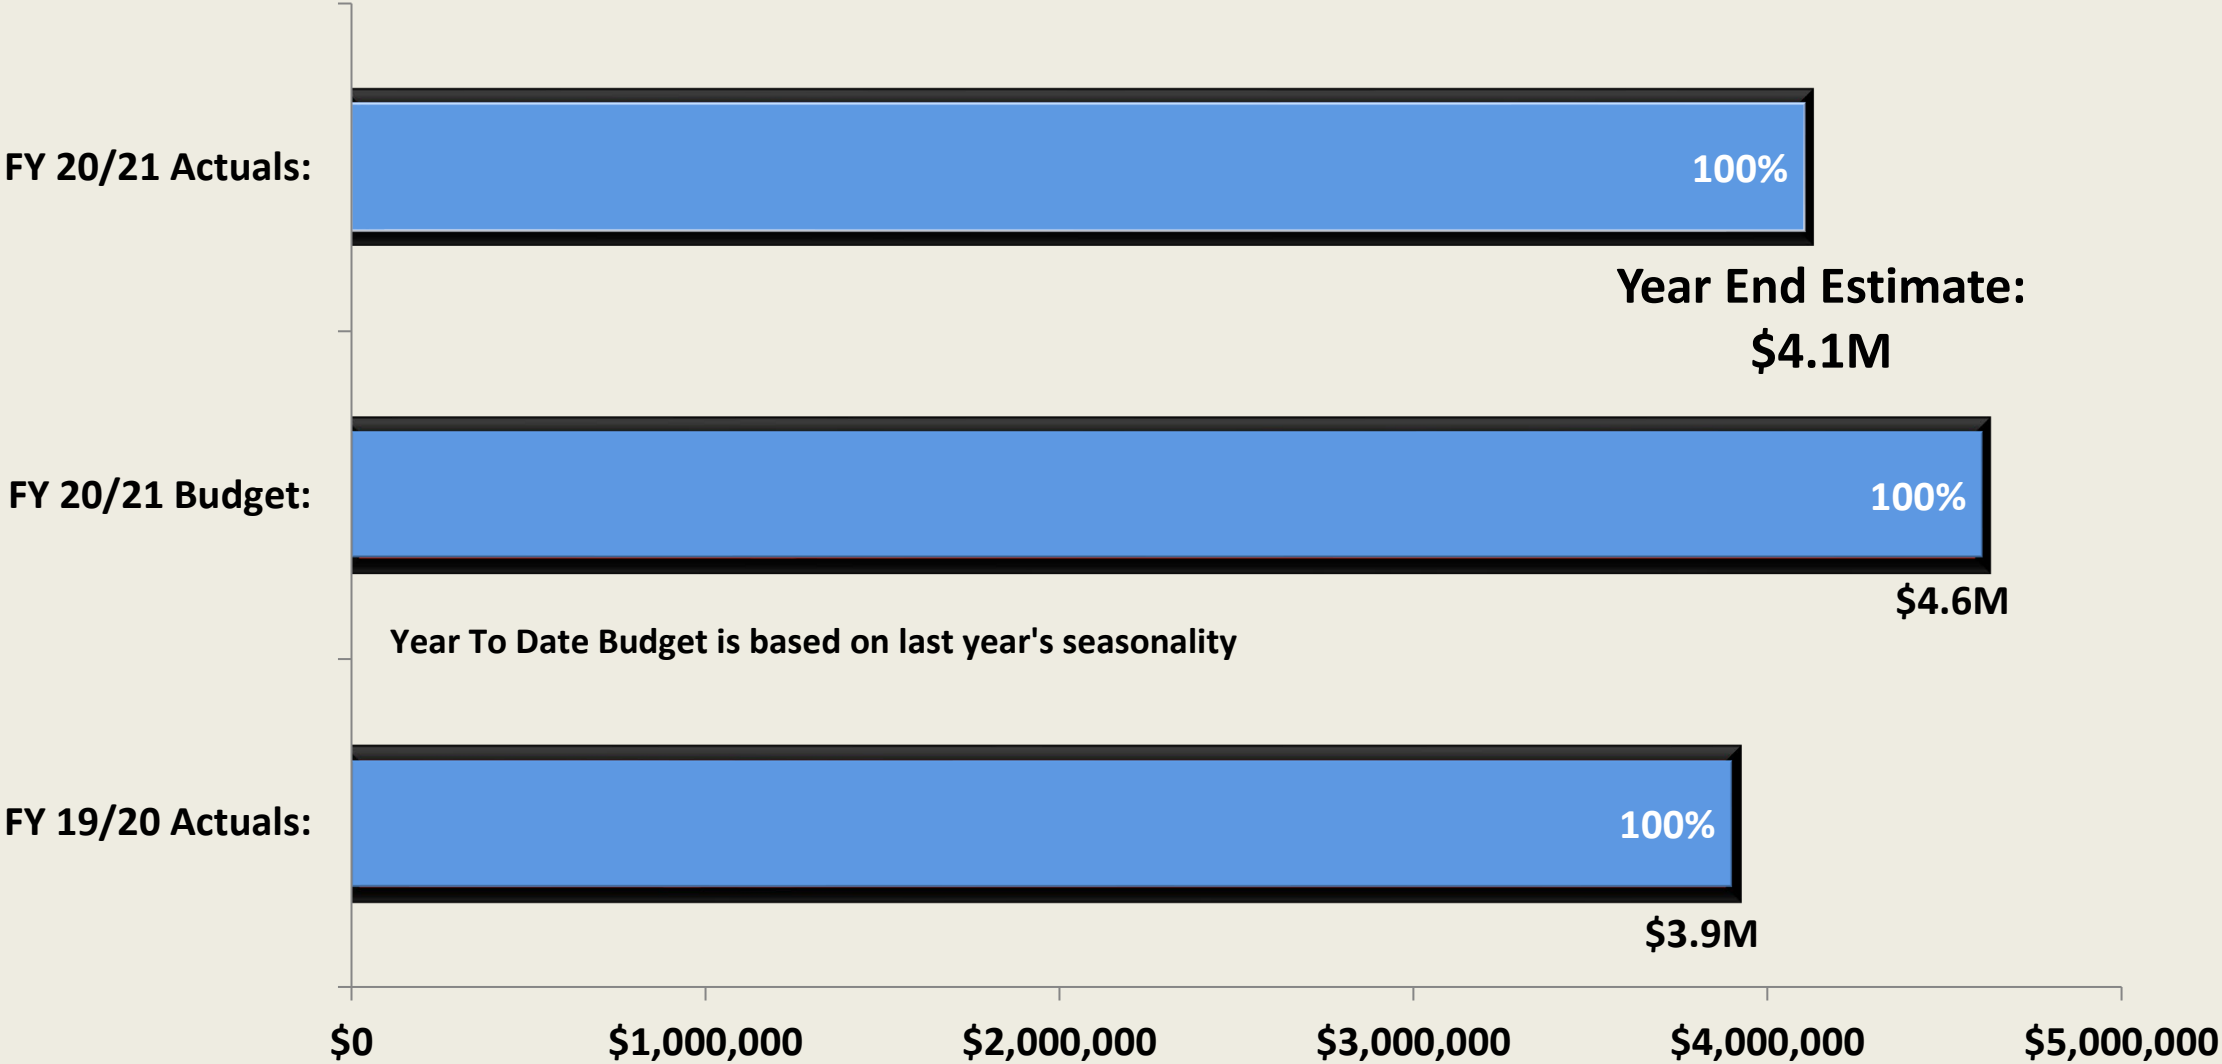 FY 20/21 Actuals:
100%
Year End Estimate:
$4.1M
FY 20/21 Budget:
100%
$4.6M
Year To Date Budget is based on last year's seasonality
FY 19/20 Actuals:
100%
$3.9M
$0
$1,000,000
$2,000,000
$3,000,000
$4,000,000
$5,000,000